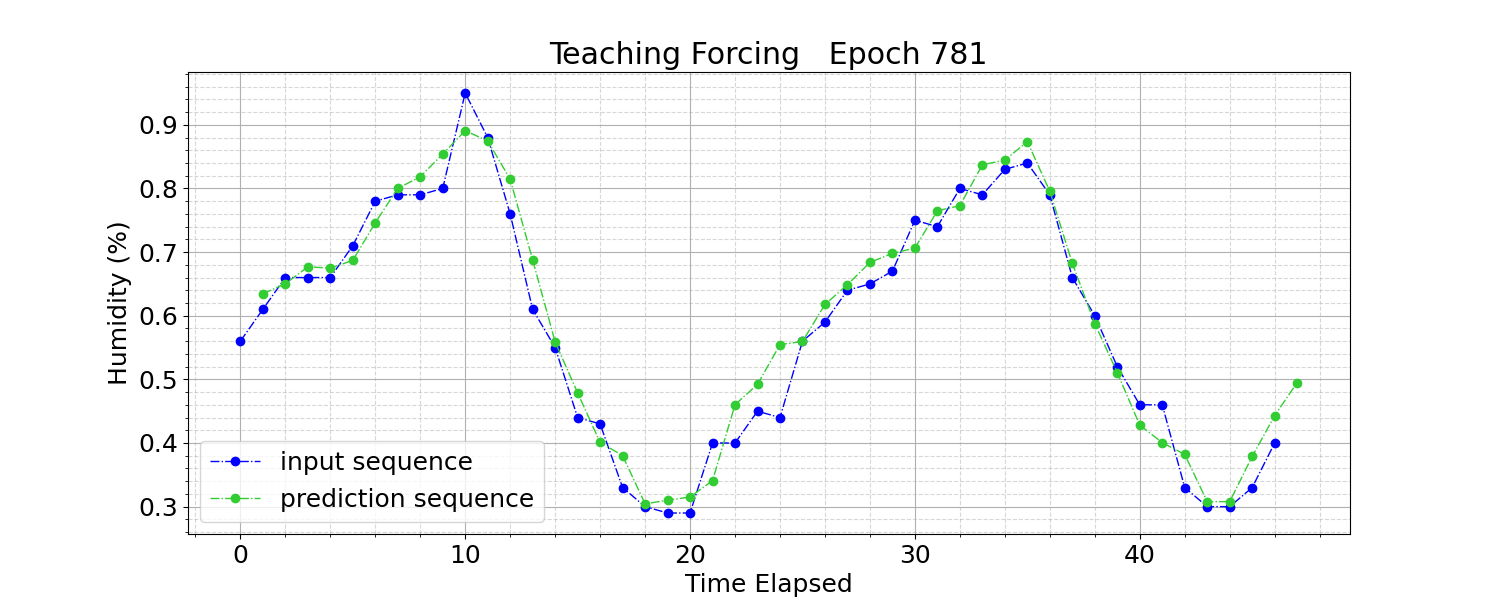 Teaching Forcing   Epoch 781
Humidity (%)
0.9
0.8
0.7
0.6
0.5
0.4
0.3
input sequence
prediction sequence
0 10 20 30 40
Time Elapsed